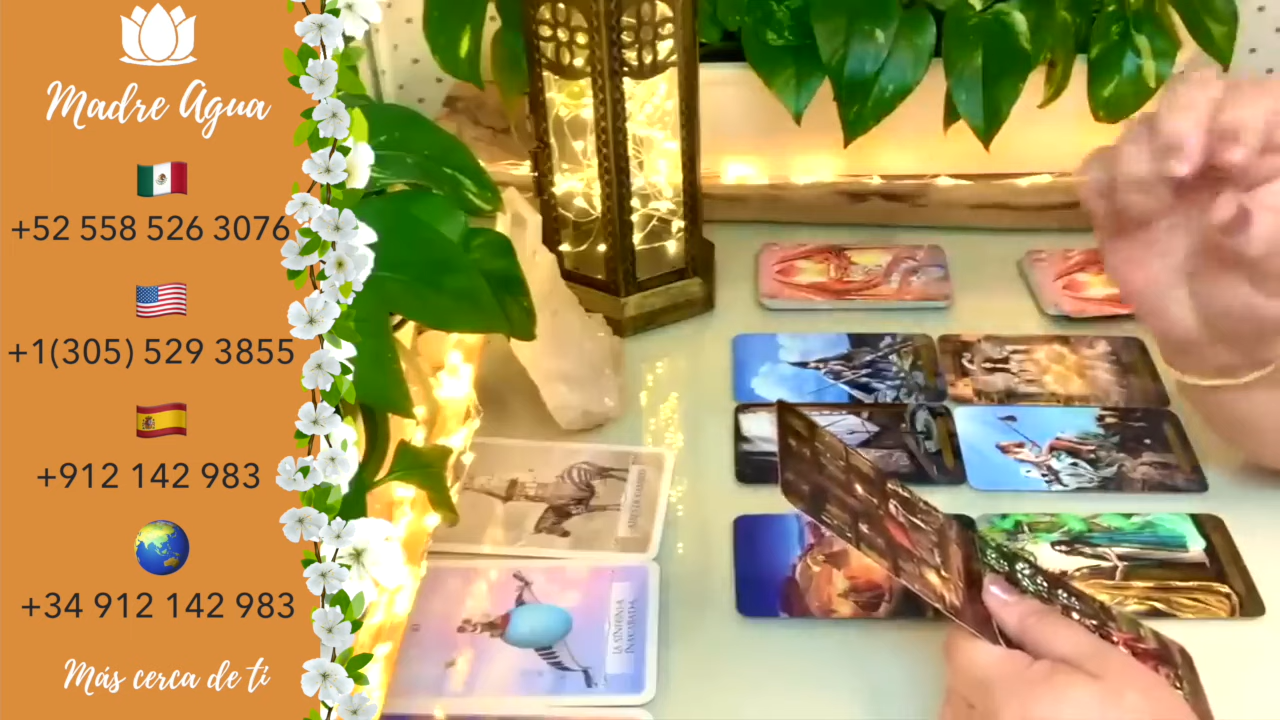 Madre Agua
+52 558 526 3076
+1(305) 529 3855
+912 142 983
+34 912 142 983
Más cerca de ti
LA SINFONÍA
INACABADA